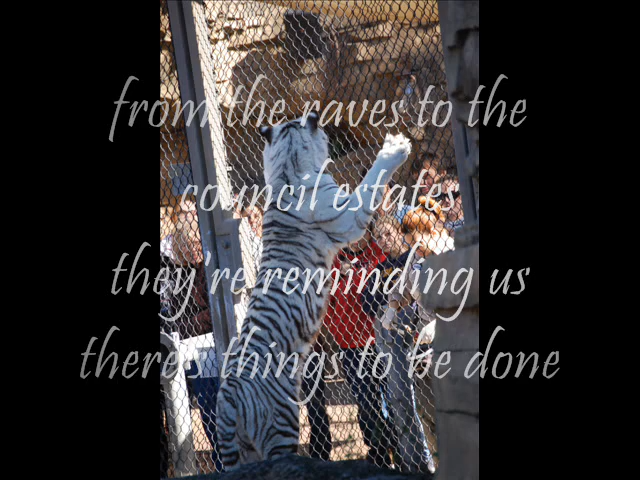 from the raves to the
council estates
they're reminding us
there's things to be done